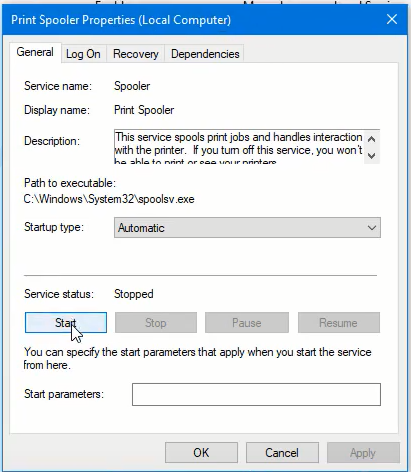 Print Spooler Properties (Local Computer)
General Log On Recovery Dependencies
Service name: Spooler
Display name: Print Spooler
Description: This service spools print jobs and handles interaction
with the printer. If you turn off this service, you won't
be able to print or see your printers.
Path to executable:
C:\Windows\System32\spoolsv.exe
Startup type: Automatic
Service status: Stopped
Start Stop Pause Resume
You can specify the start parameters that apply when you start the service
from here.
Start parameters:
OK Cancel Apply